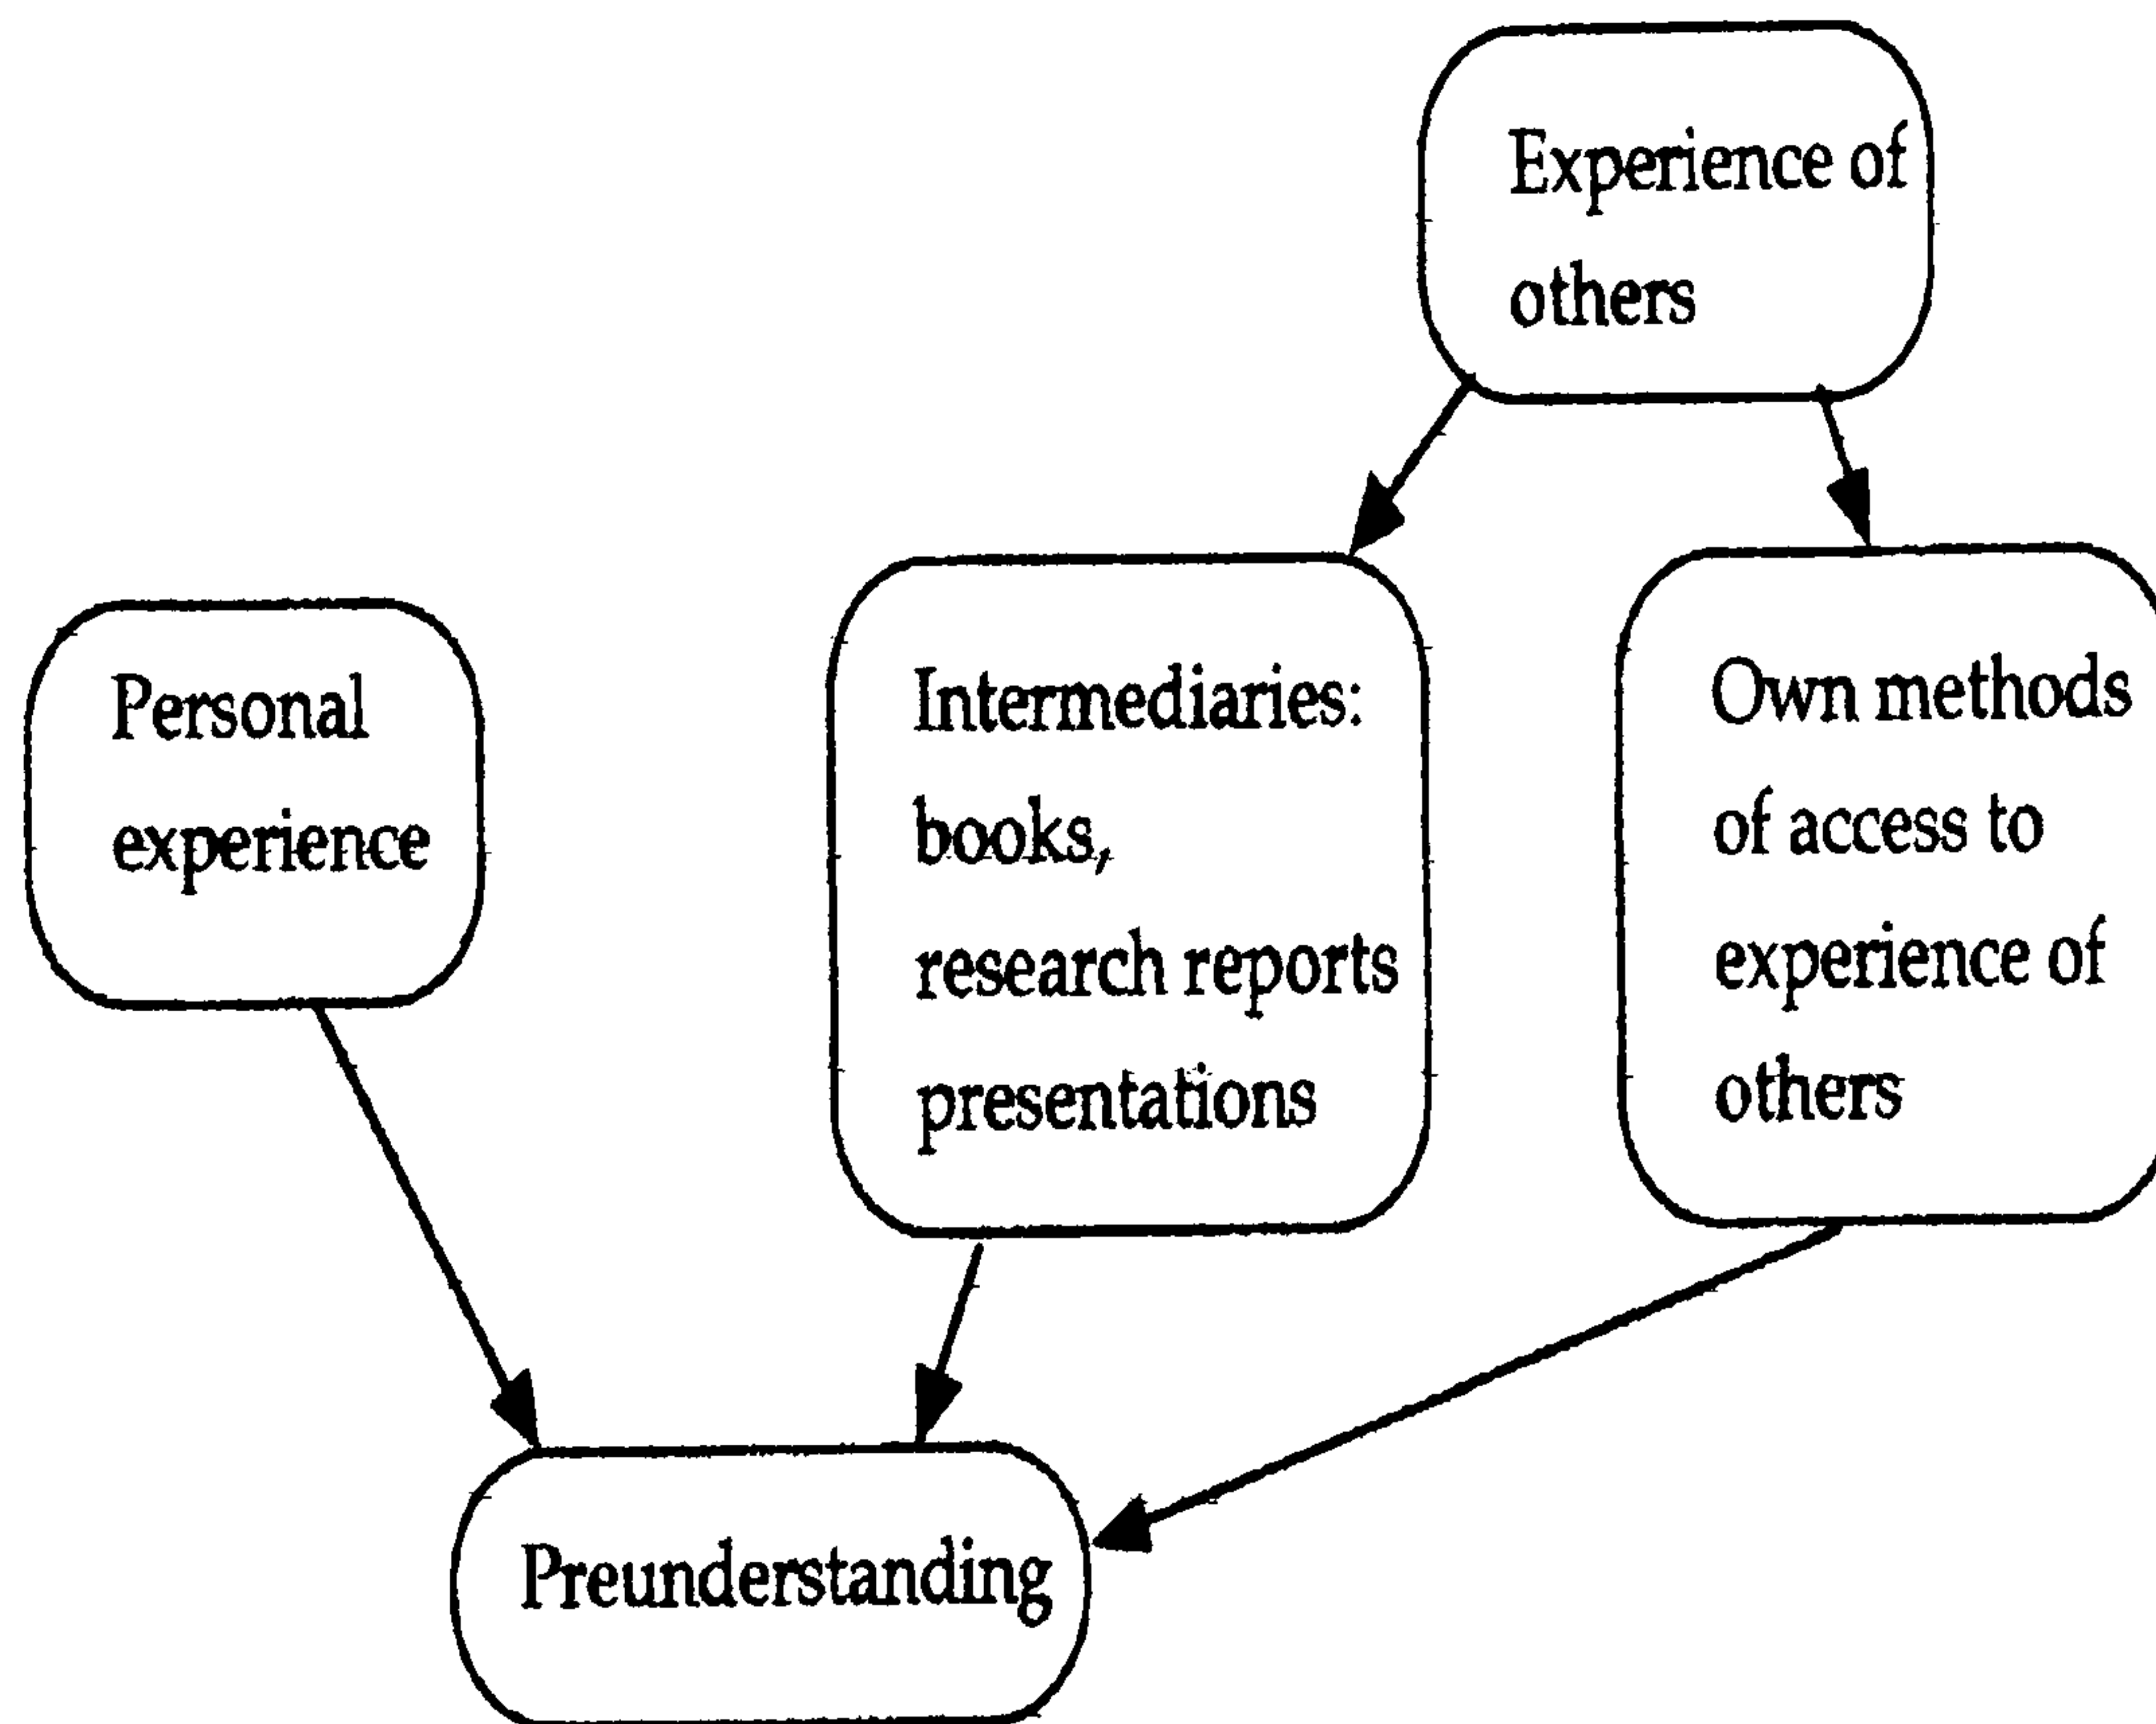 Experience of
others
Personal
experience
Intermediaries:
books,
research reports
presentations
Own methods
of access to
experience of
others
Preunderstanding